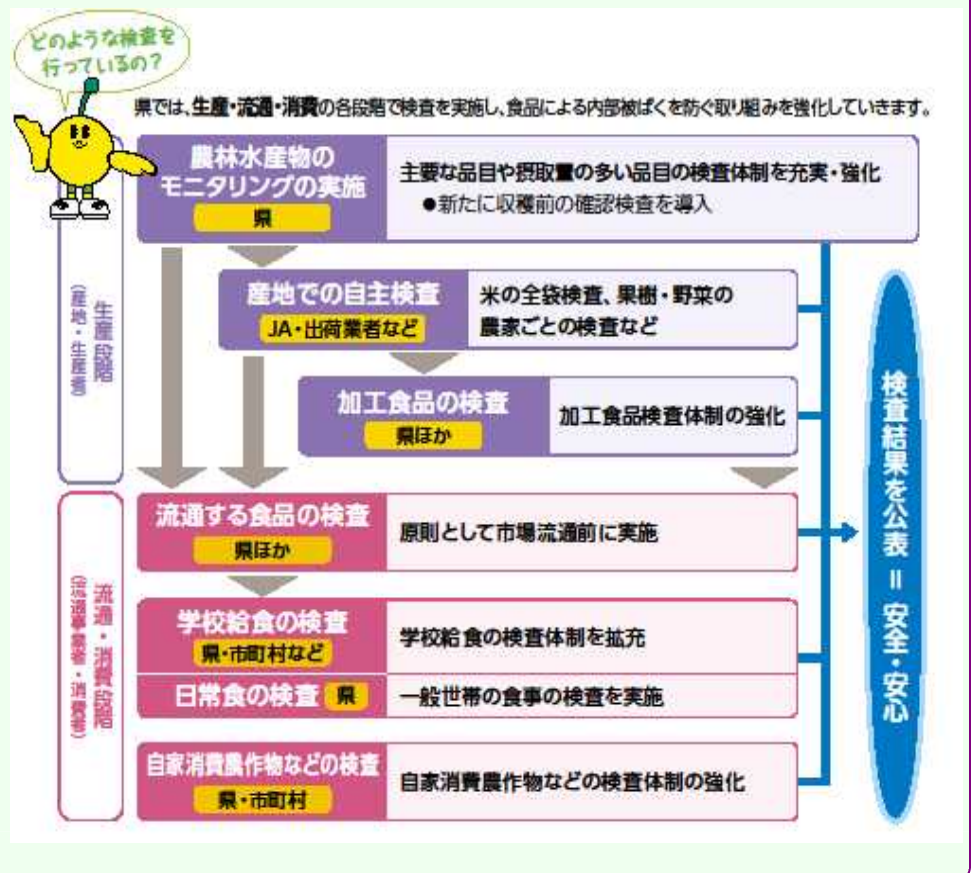 どのような検査を
行っているの？
県では、生産・流通・消費の各段階で検査を実施し、食品による内部被ばくを防ぐ取り組みを強化していきます。
生産段階
（産地・生産者）
農林水産物の
モニタリングの実施
県
主要な品目や摂取量の多い品目の検査体制を充実・強化
●新たに収穫前の確認検査を導入
産地での自主検査
JA・出荷業者など
米の全袋検査、果樹・野菜の
農家ごとの検査など
加工食品の検査
県ほか
加工食品検査体制の強化
流通・消費段階
（流通事業者・消費者）
流通する食品の検査
県ほか
原則として市場流通前に実施
学校給食の検査
県・市町村など
学校給食の検査体制を拡充
日常食の検査 県
一般世帯の食事の検査を実施
自家消費農作物などの検査
県・市町村
自家消費農作物などの検査体制の強化
検査結果を公表 = 安全・安心